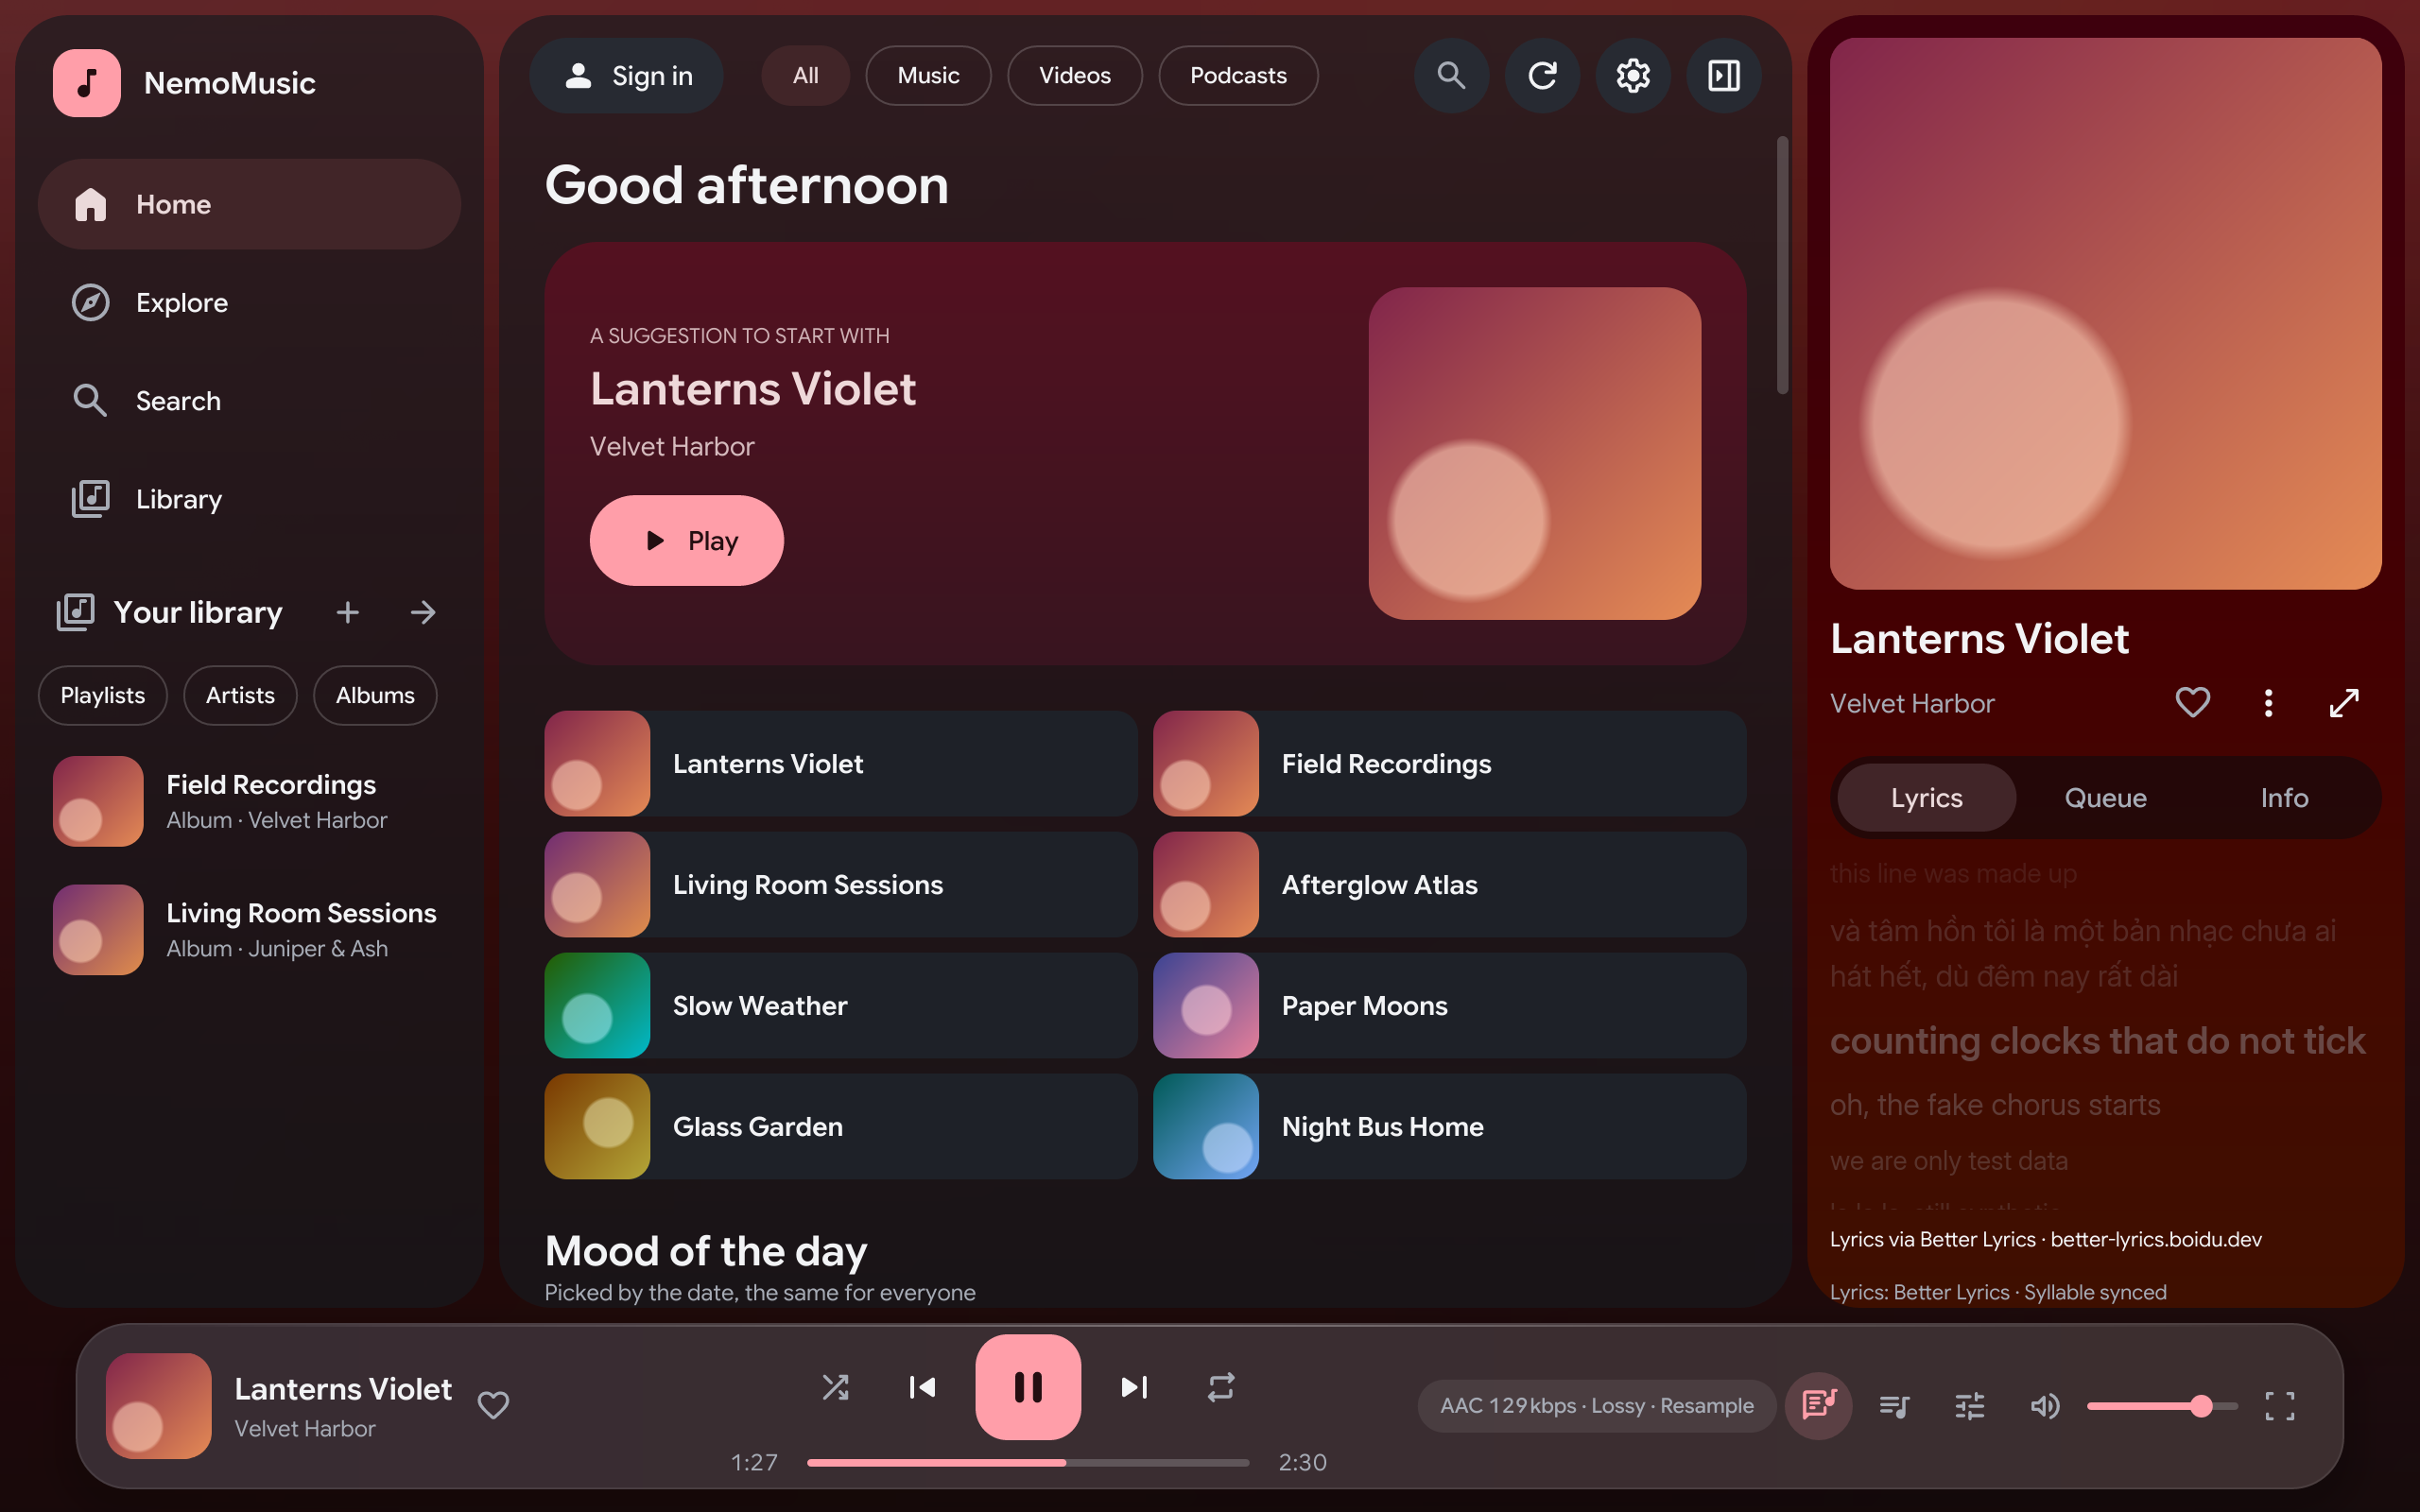 NemoMusic
Home
Explore
Search
Library
Your library
Playlists
Artists
Albums
Field Recordings
Album · Velvet Harbor
Living Room Sessions
Album · Juniper & Ash
Sign in
All
Music
Videos
Podcasts
Good afternoon
A SUGGESTION TO START WITH
Lanterns Violet
Velvet Harbor
Play
Lanterns Violet
Field Recordings
Living Room Sessions
Afterglow Atlas
Slow Weather
Paper Moons
Glass Garden
Night Bus Home
Mood of the day
Picked by the date, the same for everyone
Lanterns Violet
Velvet Harbor
Lyrics
Queue
Info
this line was made up
và tâm hồn tôi là một bản nhạc chưa ai
hát hết, dù đêm nay rất dài
counting clocks that do not tick
oh, the fake chorus starts
we are only test data
Lyrics via Better Lyrics · better-lyrics.boidu.dev
Lyrics: Better Lyrics · Syllable synced
Lanterns Violet
Velvet Harbor
1:27
2:30
AAC 129 kbps · Lossy · Resample